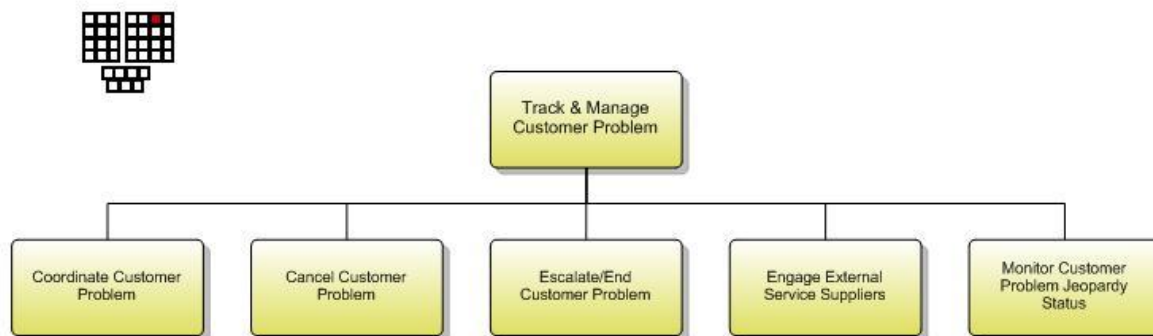 Track & Manage
Customer Problem
Coordinate Customer
Problem
Cancel Customer
Problem
Escalate/End
Customer Problem
Engage External
Service Suppliers
Monitor Customer
Problem Jeopardy
Status